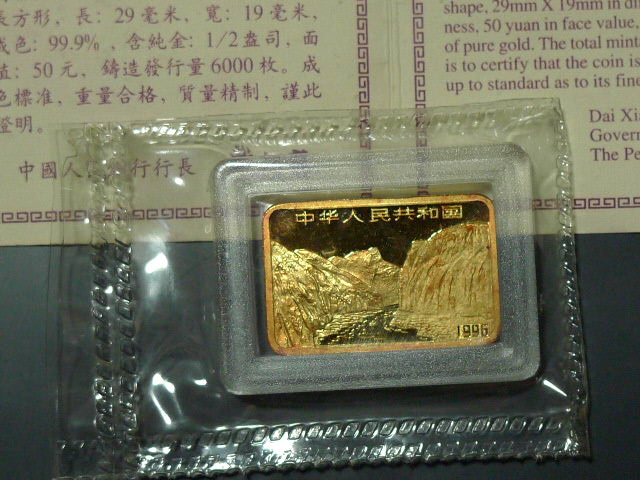 長方形, 長: 29毫米, 寬: 19毫米,
成色: 99.9%, 含純金: 1/2盎司, 面
值: 50元, 鑄造發行量6000枚。成
色標准, 重量合格, 質量精制, 謹此
證明。
中國人民銀行行長
shape, 29mm X 19mm in di
ness, 50 yuan in face value,
of pure gold. The total mint
is to certify that the coin is
up to standard as to its fin
Dai Xia
Gover
The Pe
中华人民共和国
1996